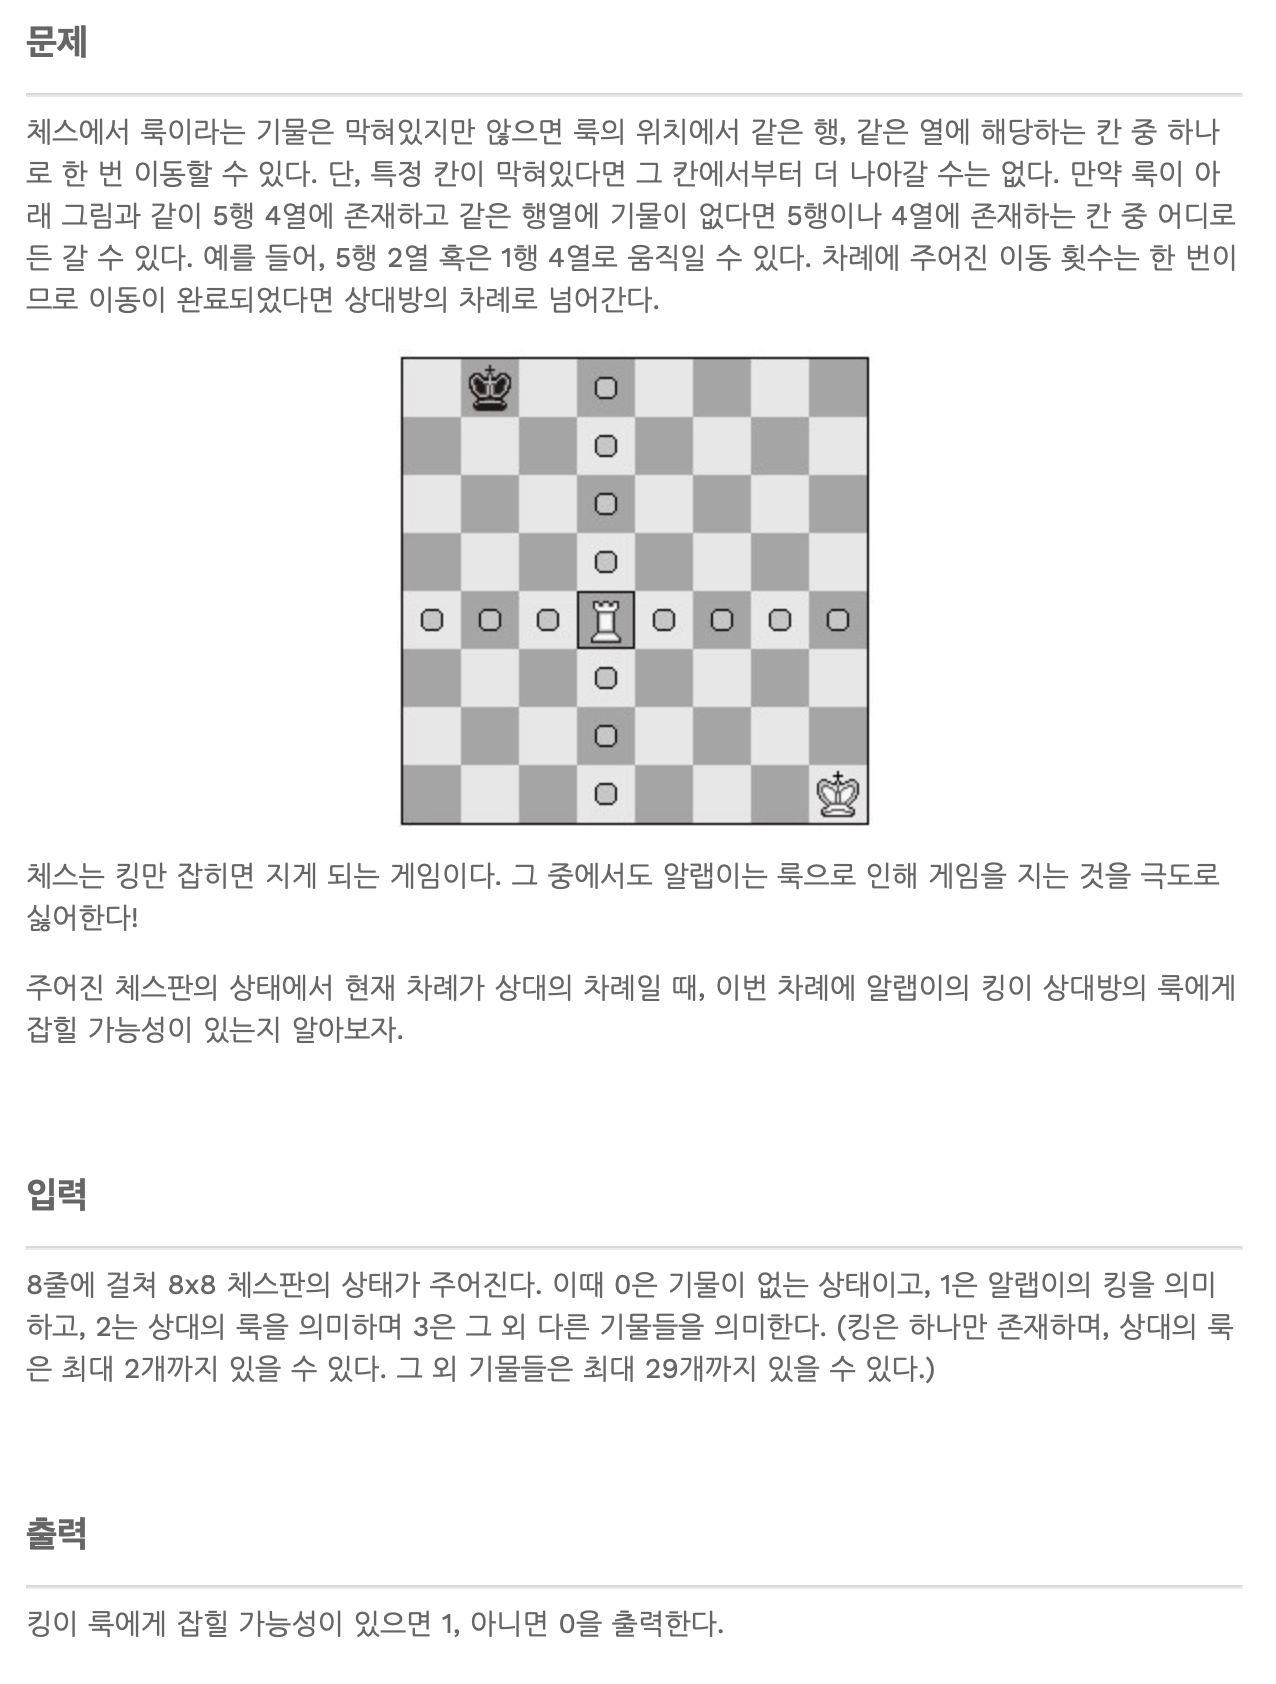 문제
체스에서 룩이라는 기물은 막혀있지만 않으면 룩의 위치에서 같은 행, 같은 열에 해당하는 칸 중 하나
로 한 번 이동할 수 있다. 단, 특정 칸이 막혀있다면 그 칸에서부터 더 나아갈 수는 없다. 만약 룩이 아
래 그림과 같이 5행 4열에 존재하고 같은 행열에 기물이 없다면 5행이나 4열에 존재하는 칸 중 어디로
든 갈 수 있다. 예를 들어, 5행 2열 혹은 1행 4열로 움직일 수 있다. 차례에 주어진 이동 횟수는 한 번이
므로 이동이 완료되었다면 상대방의 차례로 넘어간다.
체스는 킹만 잡히면 지게 되는 게임이다. 그 중에서도 알랩이는 룩으로 인해 게임을 지는 것을 극도로
싫어한다!
주어진 체스판의 상태에서 현재 차례가 상대의 차례일 때, 이번 차례에 알랩이의 킹이 상대방의 룩에게
잡힐 가능성이 있는지 알아보자.
입력
8줄에 걸쳐 8x8 체스판의 상태가 주어진다. 이때 0은 기물이 없는 상태이고, 1은 알랩이의 킹을 의미
하고, 2는 상대의 룩을 의미하며 3은 그 외 다른 기물들을 의미한다. (킹은 하나만 존재하며, 상대의 룩
은 최대 2개까지 있을 수 있다. 그 외 기물들은 최대 29개까지 있을 수 있다.)
출력
킹이 룩에게 잡힐 가능성이 있으면 1, 아니면 0을 출력한다.